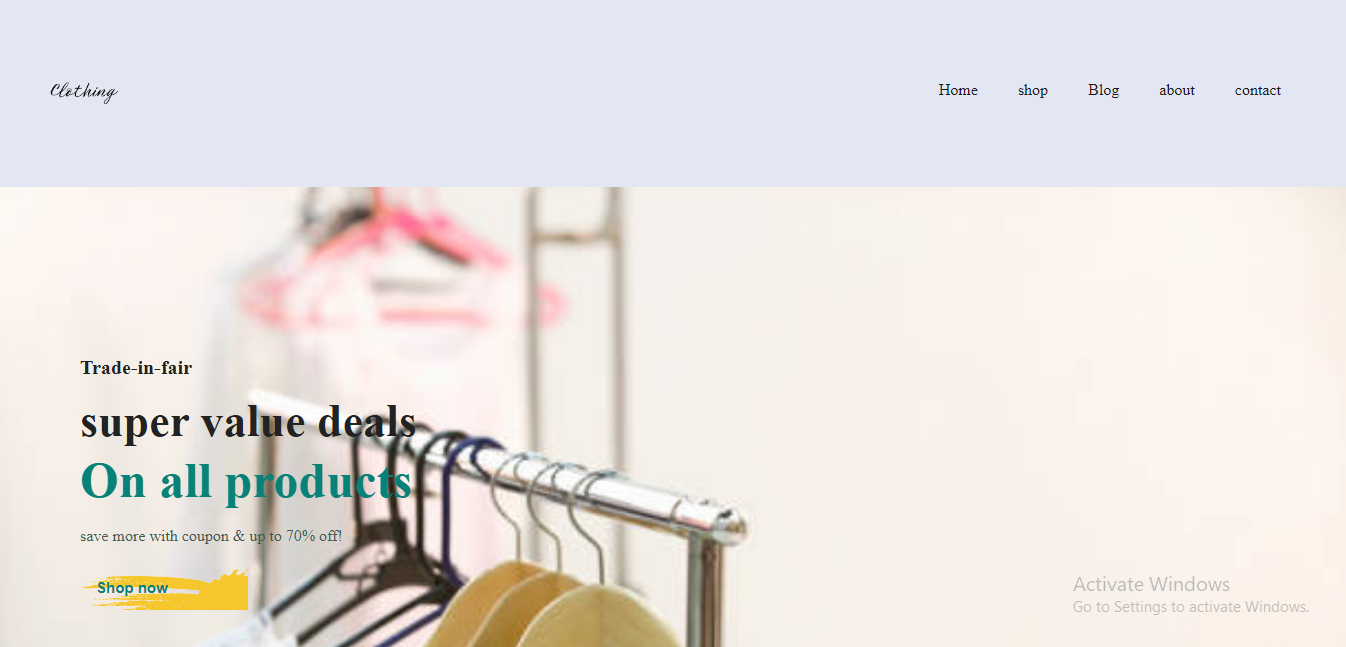 Clothing
Home shop Blog about contact
Trade-in-fair
super value deals
On all products
save more with coupon & up to 70% off!
Shop now
Activate Windows
Go to Settings to activate Windows.